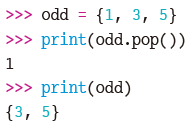 >>> odd = {1, 3, 5}
>>> print(odd.pop())
1
>>> print(odd)
{3, 5}